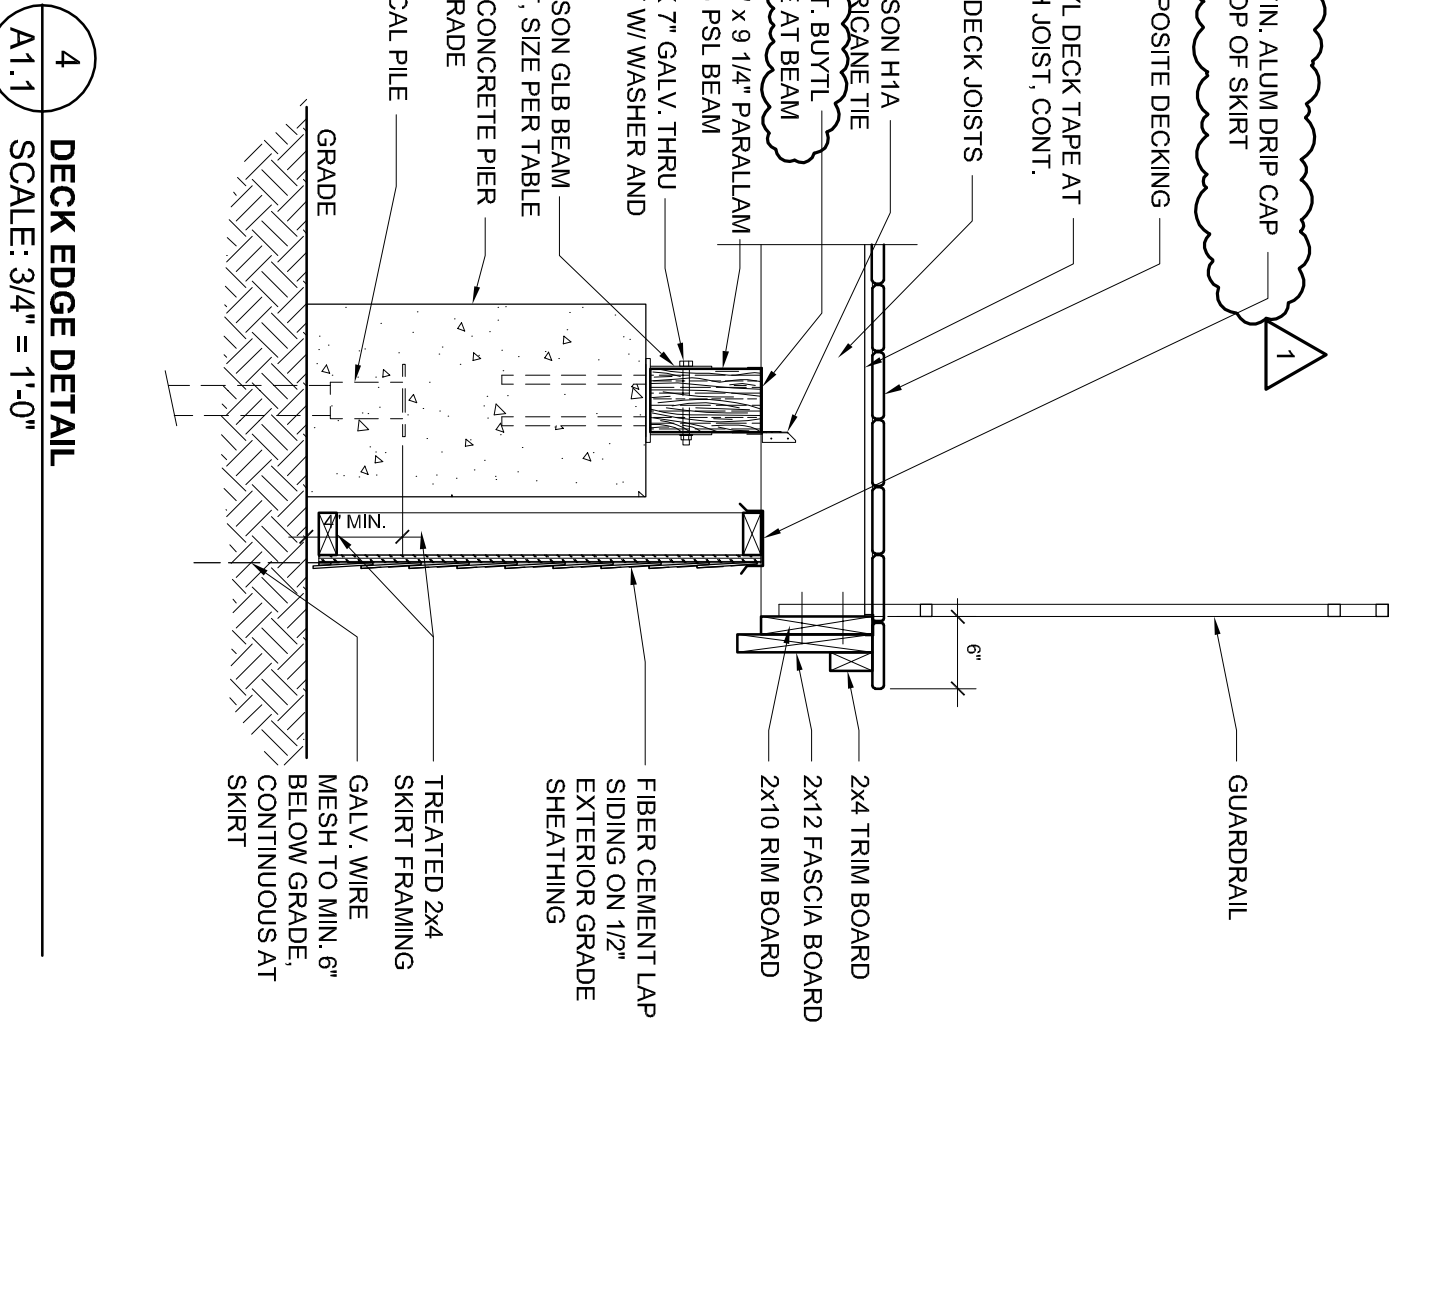 FIN. ALUM DRIP CAP
OP OF SKIRT
1
POSITE DECKING
YL DECK TAPE AT
H JOIST, CONT.
DECK JOISTS
SON H1A
RICANE TIE
T. BUYTL
E AT BEAM
" x 9 1/4" PARALLAM
PSL BEAM
X 7" GALV. THRU
W/ WASHER AND
SON GLB BEAM
, SIZE PER TABLE
CONCRETE PIER
RADE
CAL PILE
GRADE
4' MIN.
6"
GUARDRAIL
2x4 TRIM BOARD
2x12 FASCIA BOARD
2x10 RIM BOARD
FIBER CEMENT LAP
SIDING ON 1/2"
EXTERIOR GRADE
SHEATHING
TREATED 2x4
SKIRT FRAMING
GALV. WIRE
MESH TO MIN. 6"
BELOW GRADE,
CONTINUOUS AT
SKIRT
4
A1.1
DECK EDGE DETAIL
SCALE: 3/4" = 1'-0"